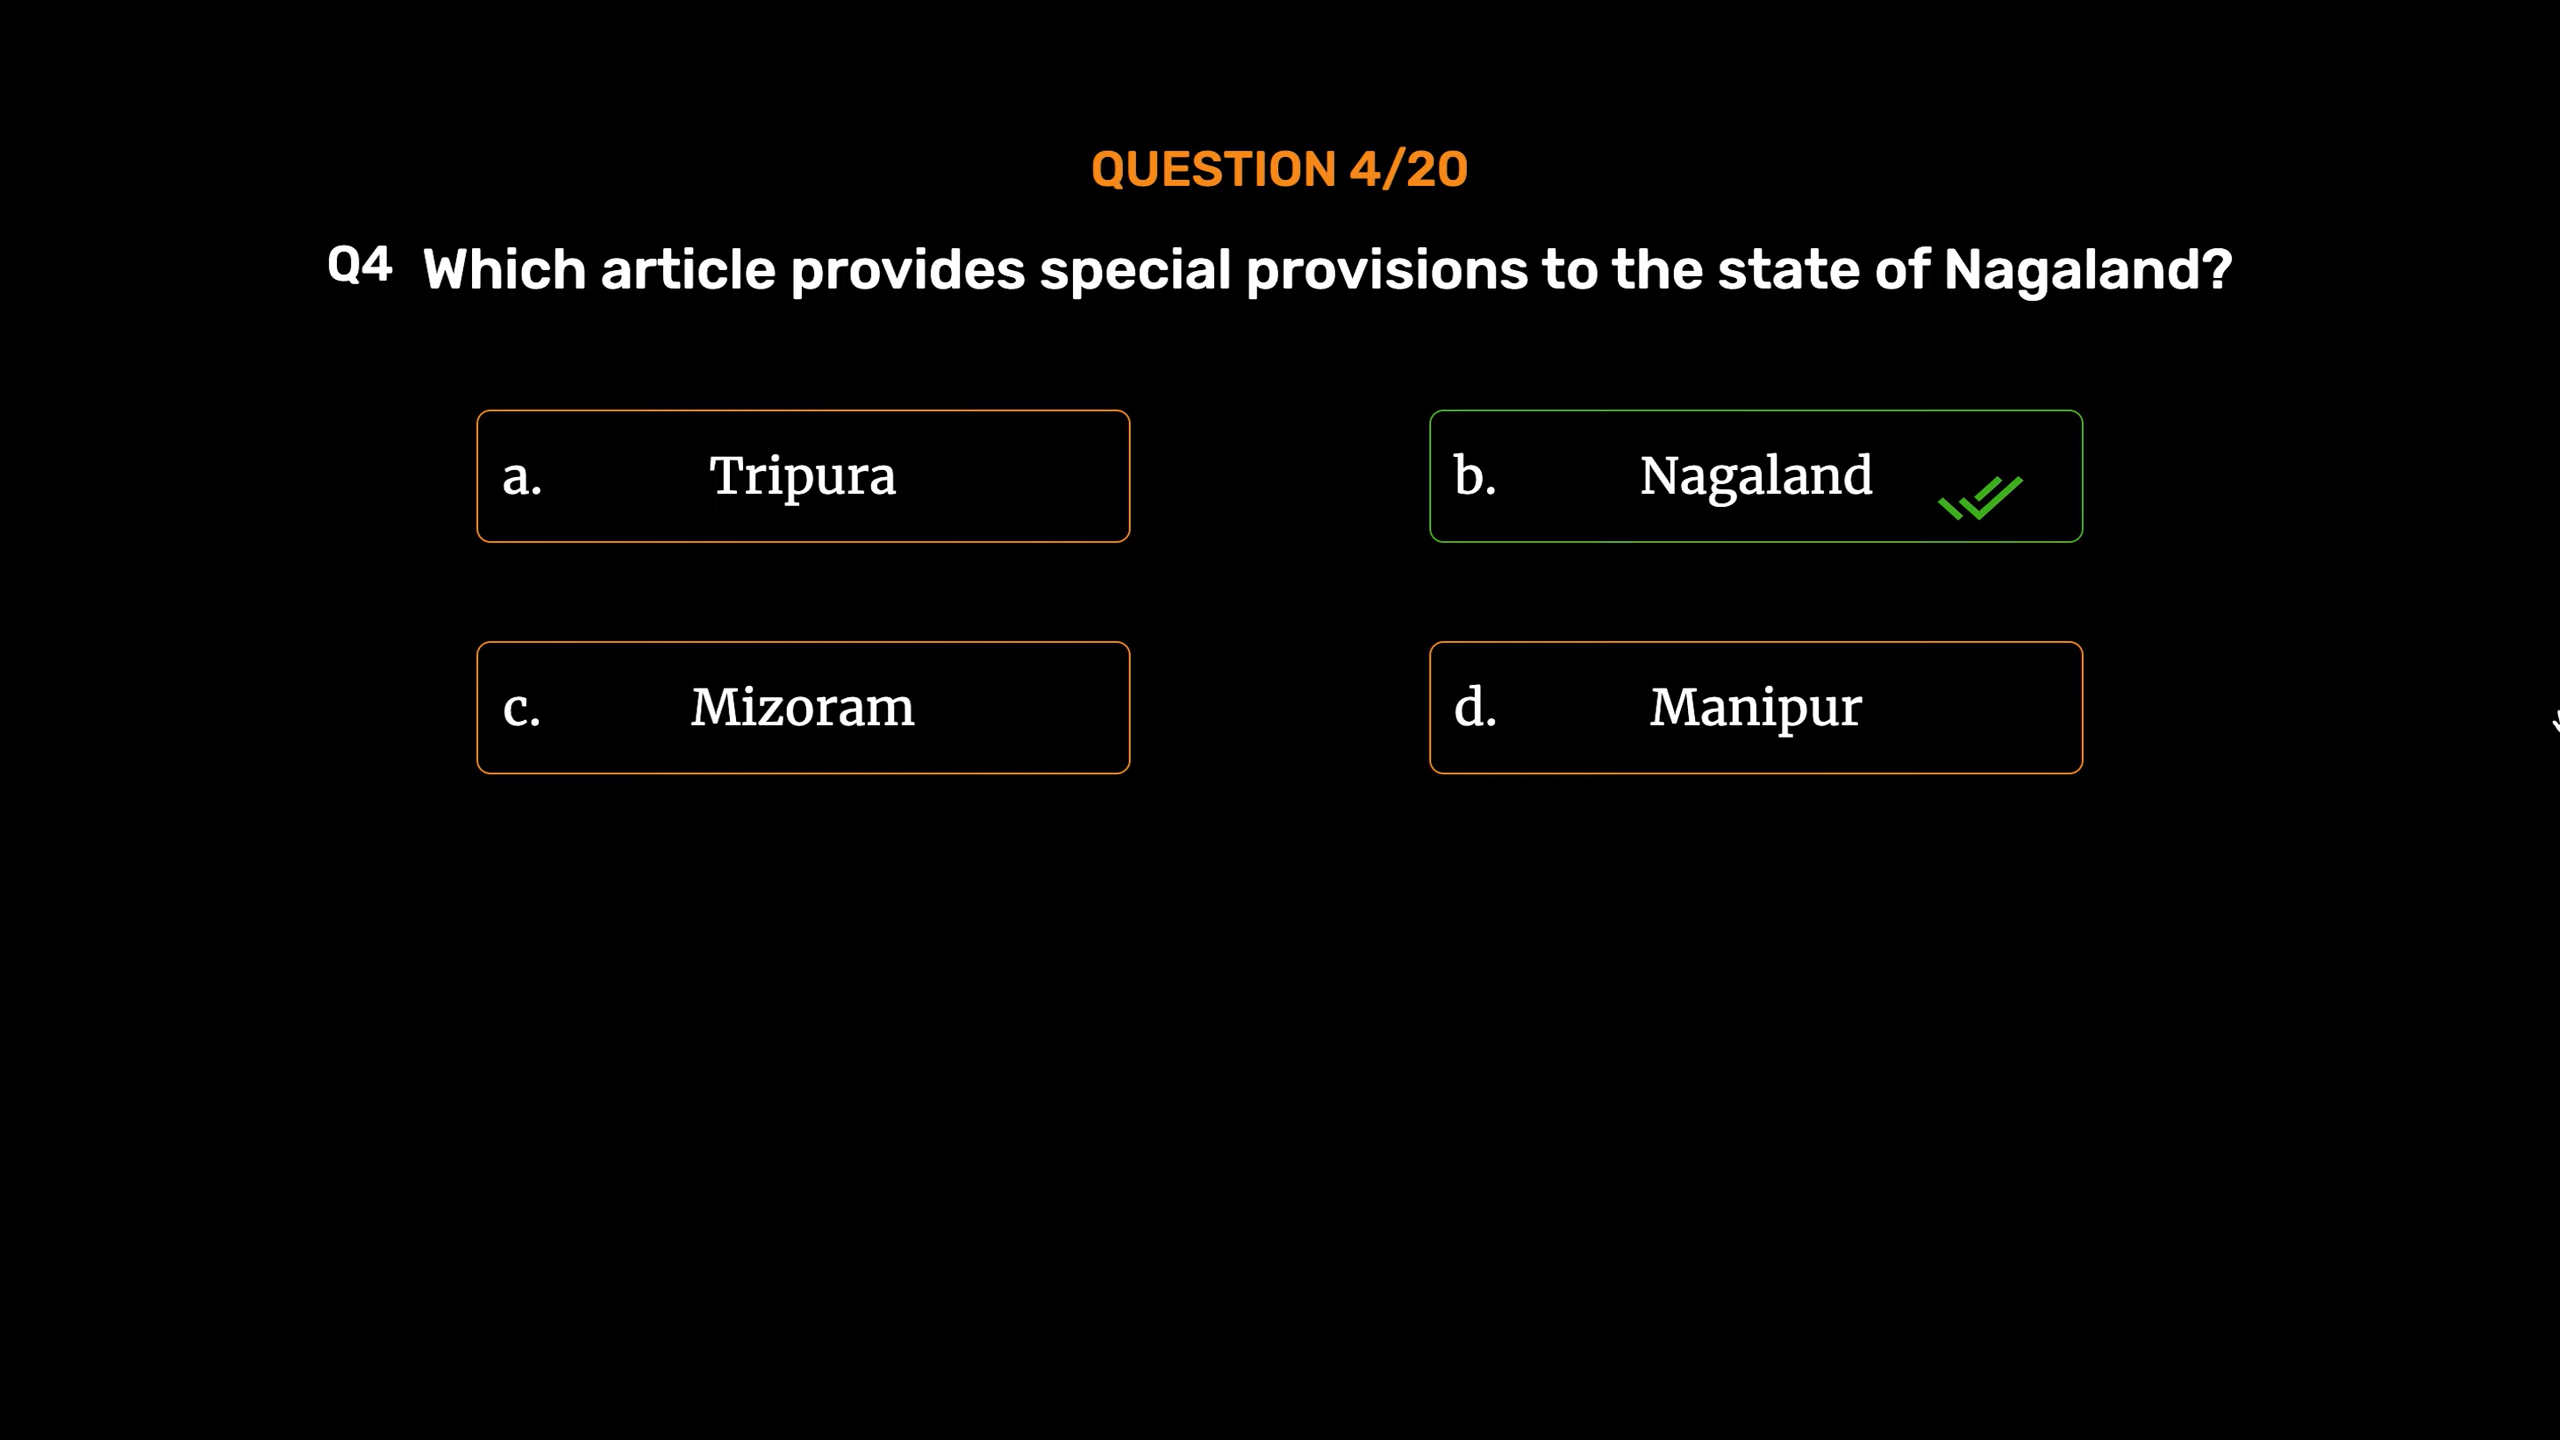 QUESTION 4/20
Q4 Which article provides special provisions to the state of Nagaland?
a. Tripura
b. Nagaland
c. Mizoram
d. Manipur